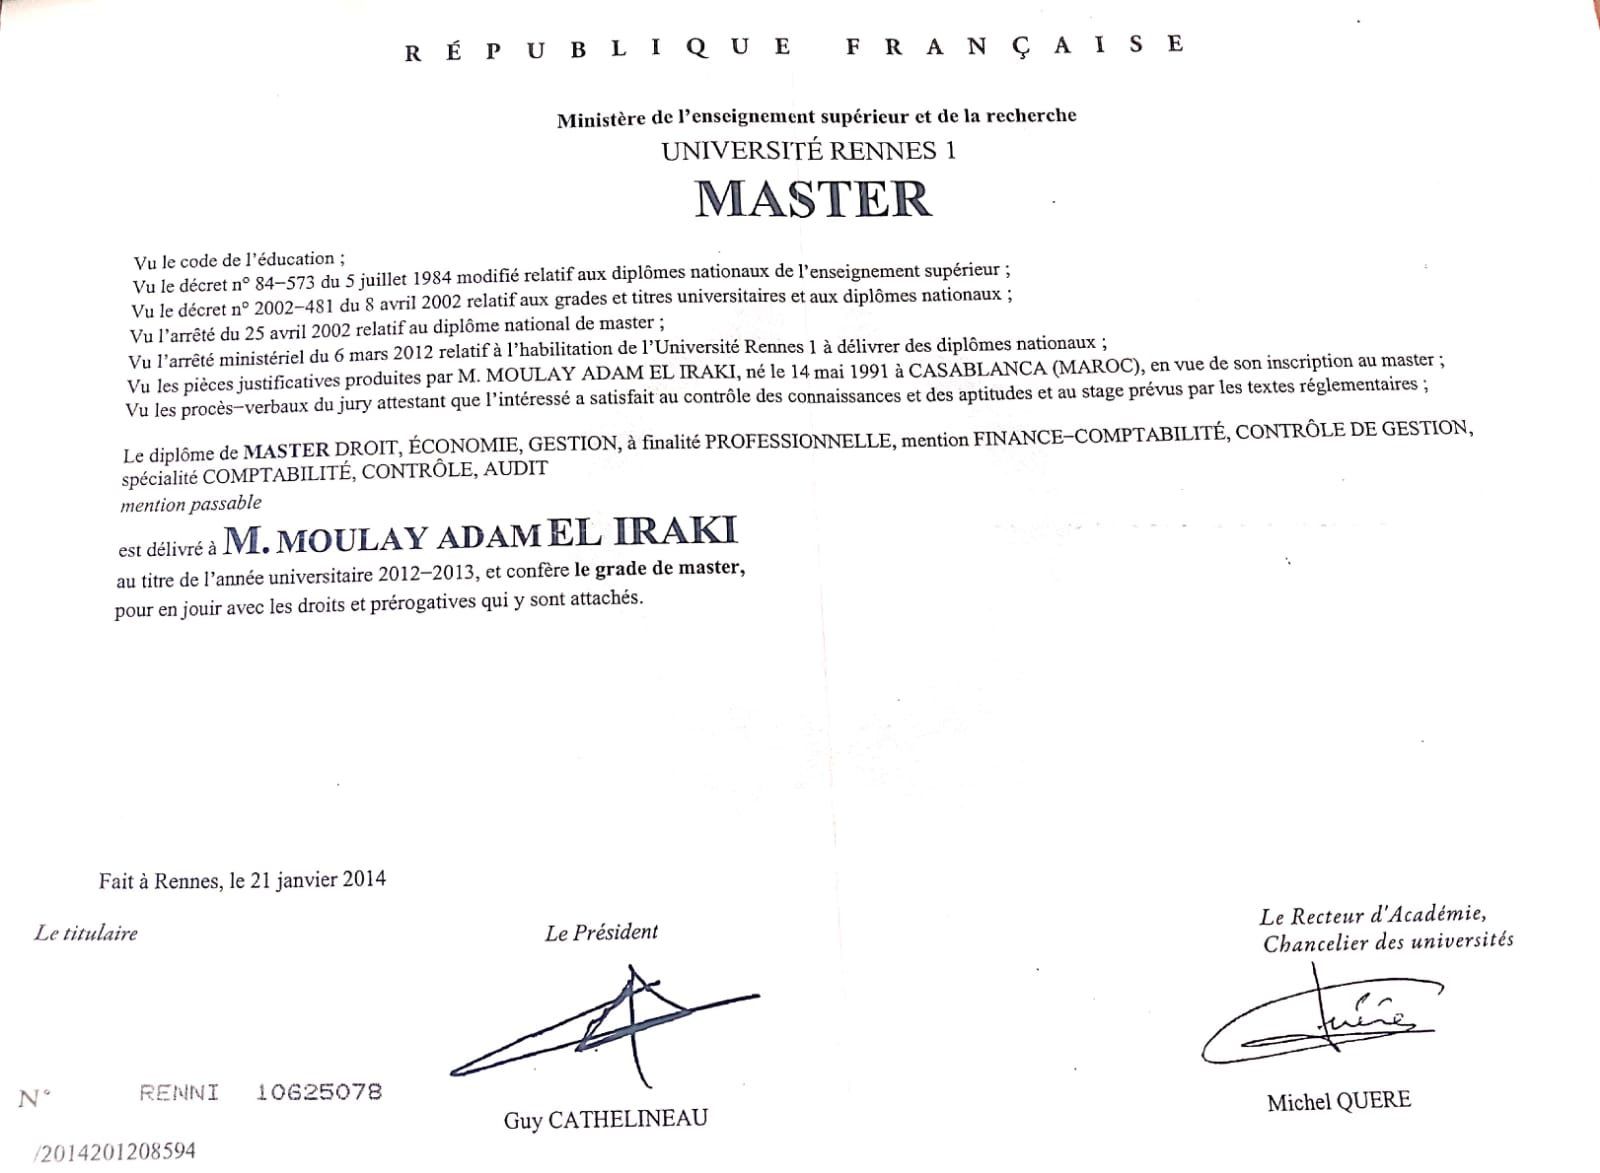 RÉPUBLIQUE FRANÇAISE
Ministère de l'enseignement supérieur et de la recherche
UNIVERSITÉ RENNES 1
MASTER
Vu le code de l'éducation ;
Vu le décret n° 84-573 du 5 juillet 1984 modifié relatif aux diplômes nationaux de l'enseignement supérieur ;
Vu le décret n° 2002-481 du 8 avril 2002 relatif aux grades et titres universitaires et aux diplômes nationaux ;
Vu l'arrêté du 25 avril 2002 relatif au diplôme national de master ;
Vu l'arrêté ministériel du 6 mars 2012 relatif à l'habilitation de l'Université Rennes 1 à délivrer des diplômes nationaux ;
Vu les pièces justificatives produites par M. MOULAY ADAM EL IRAKI, né le 14 mai 1991 à CASABLANCA (MAROC), en vue de son inscription au master ;
Vu les procès-verbaux du jury attestant que l'intéressé a satisfait au contrôle des connaissances et des aptitudes et au stage prévus par les textes réglementaires ;
Le diplôme de MASTER DROIT, ÉCONOMIE, GESTION, à finalité PROFESSIONNELLE, mention FINANCE-COMPTABILITÉ, CONTRÔLE DE GESTION,
spécialité COMPTABILITÉ, CONTRÔLE, AUDIT
mention passable
est délivré à M. MOULAY ADAM EL IRAKI
au titre de l'année universitaire 2012-2013, et confère le grade de master,
pour en jouir avec les droits et prérogatives qui y sont attachés.
Fait à Rennes, le 21 janvier 2014
Le titulaire
Le Président
Le Recteur d'Académie,
Chancelier des universités
Guy CATHELINEAU
Michel QUERE
N° RENNI 10625078
/2014201208594